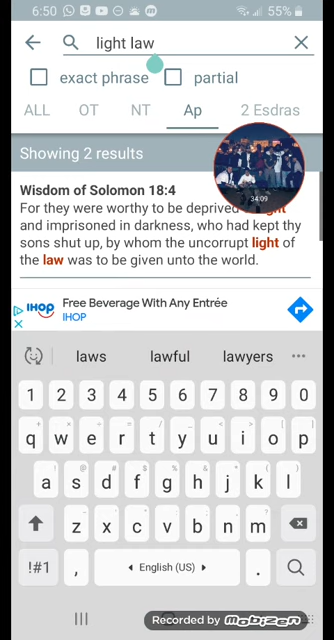 6:50
55%
light law
exact phrase
partial
ALL OT NT Ap 2 Esdras
Showing 2 results
34:09
Wisdom of Solomon 18:4
For they were worthy to be deprived
and imprisoned in darkness, who had kept thy
sons shut up, by whom the uncorrupt light of
the law was to be given unto the world.
IHOP
Free Beverage With Any Entrée
IHOP
laws lawful lawyers
1 2 3 4 5 6 7 8 9 0
q w e r t y u i o p
a s d f g h j k l
z x c v b n m
!#1 , English (US) .
Recorded by mobizen